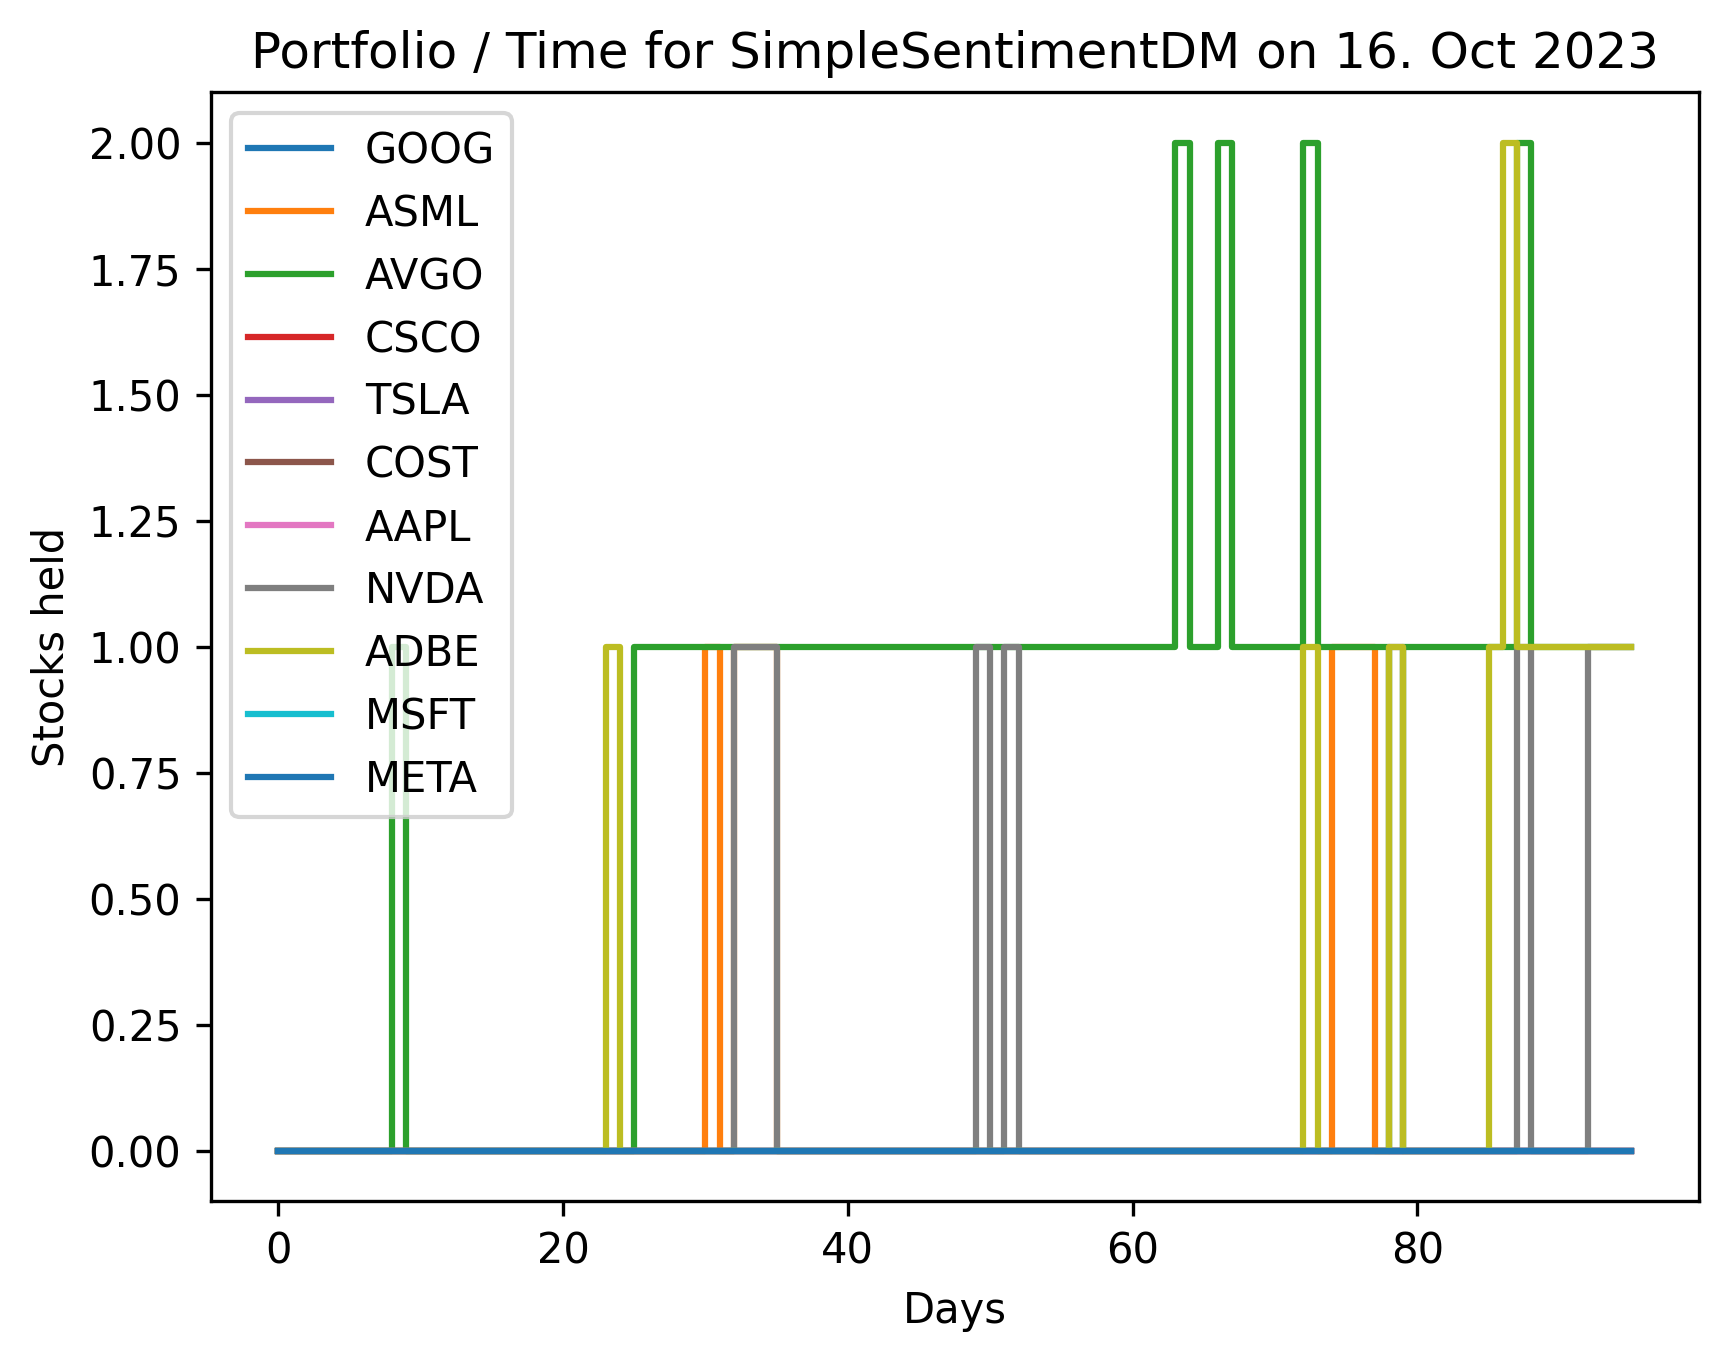 Portfolio / Time for SimpleSentimentDM on 16. Oct 2023
2.00
1.75
1.50
1.25
1.00
0.75
0.50
0.25
0.00
Stocks held
GOOG
ASML
AVGO
CSCO
TSLA
COST
AAPL
NVDA
ADBE
MSFT
META
0 20 40 60 80
Days